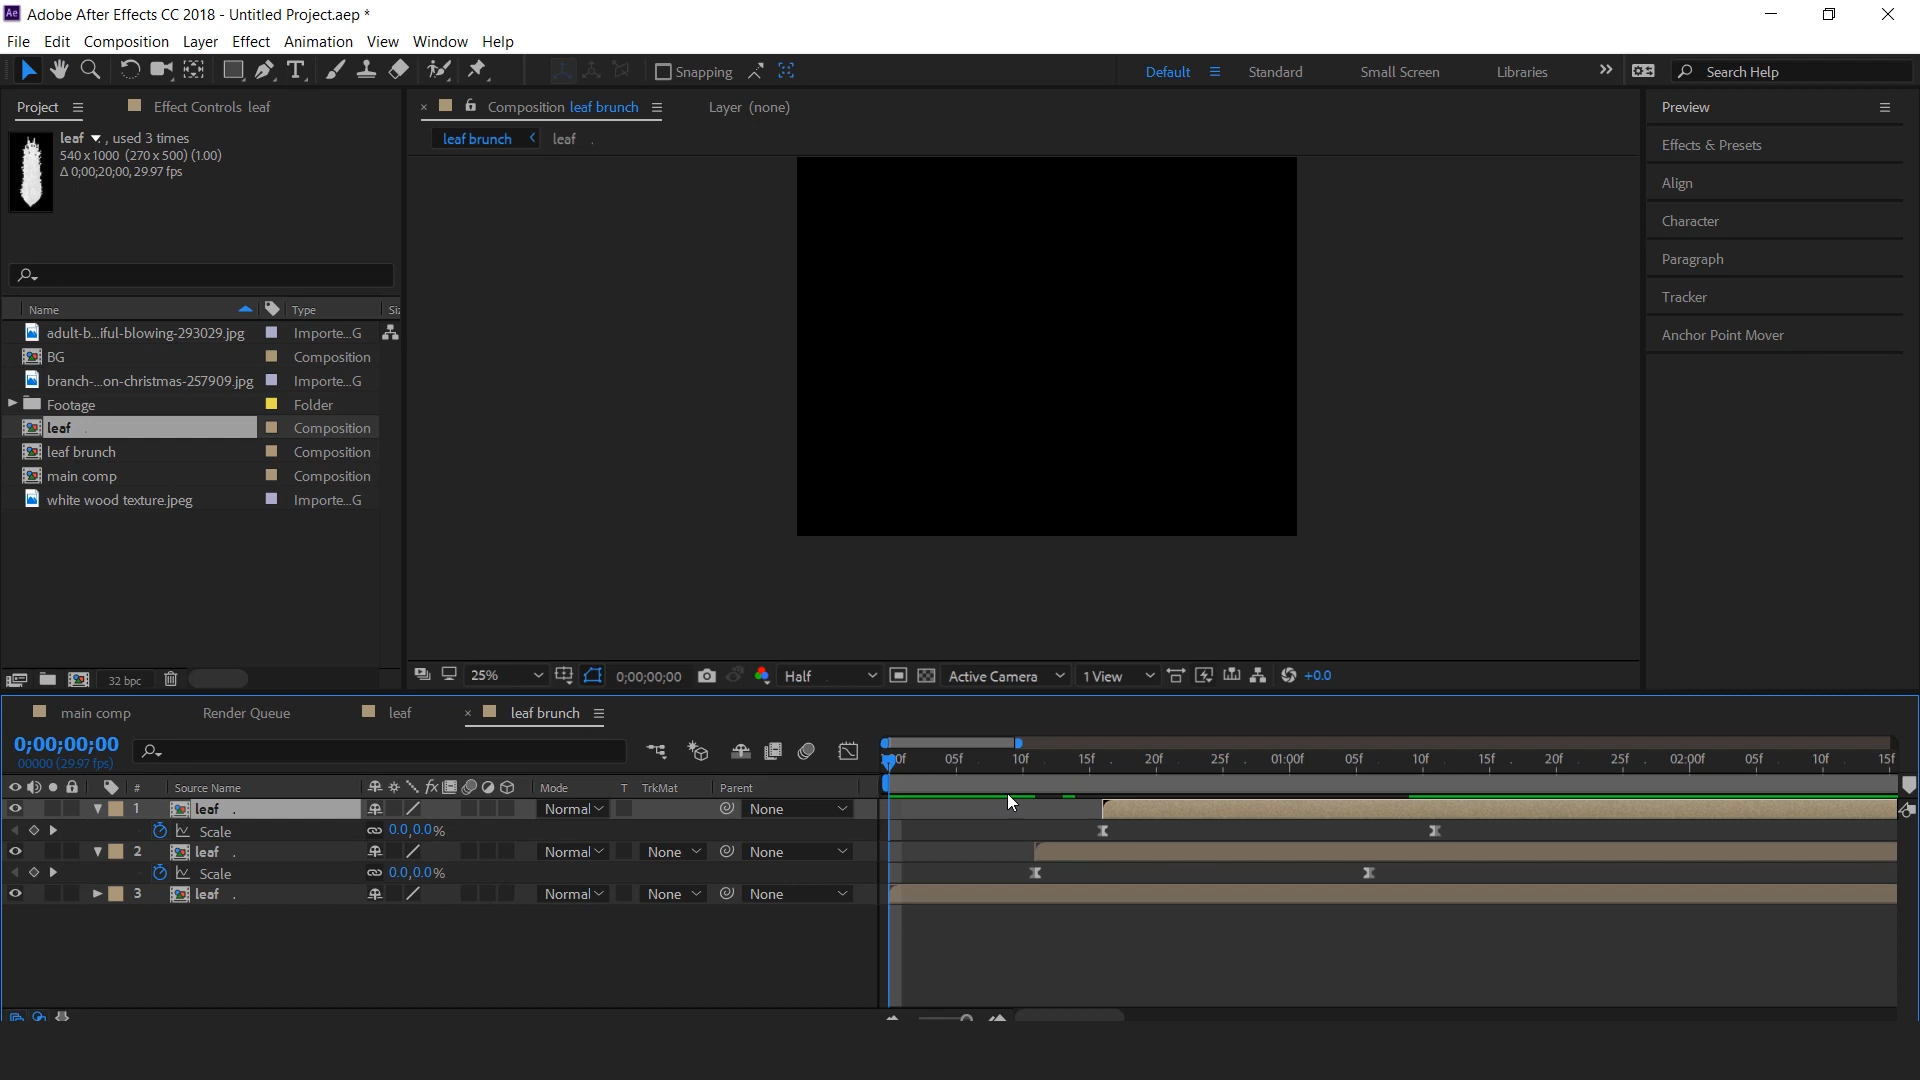 Ae Adobe After Effects CC 2018 - Untitled Project.aep *
File Edit Composition Layer Effect Animation View Window Help
Snapping Default Standard Small Screen Libraries Search Help
Project Effect Controls leaf
leaf , used 3 times
540 x 1000 (270 x 500) (1.00)
Δ 0;00;20;00, 29.97 fps
Name Type Siz
adult-b...iful-blowing-293029.jpg Importe...G
BG Composition
branch-...on-christmas-257909.jpg Importe...G
Footage Folder
leaf Composition
leaf brunch Composition
main comp Composition
white wood texture.jpeg Importe...G
32 bpc
Composition leaf brunch Layer (none)
leaf brunch leaf
25% 0;00;00;00 Half Active Camera 1 View +0.0
Preview
Effects & Presets
Align
Character
Paragraph
Tracker
Anchor Point Mover
main comp Render Queue leaf leaf brunch
0;00;00;00
00000 (29.97 fps)
00f 05f 10f 15f 20f 25f 01:00f 05f 10f 15f 20f 25f 02:00f 05f 10f 15f
# Source Name Mode T TrkMat Parent
1 leaf Normal None
Scale 0.0,0.0%
2 leaf Normal None None
Scale 0.0,0.0%
3 leaf Normal None None